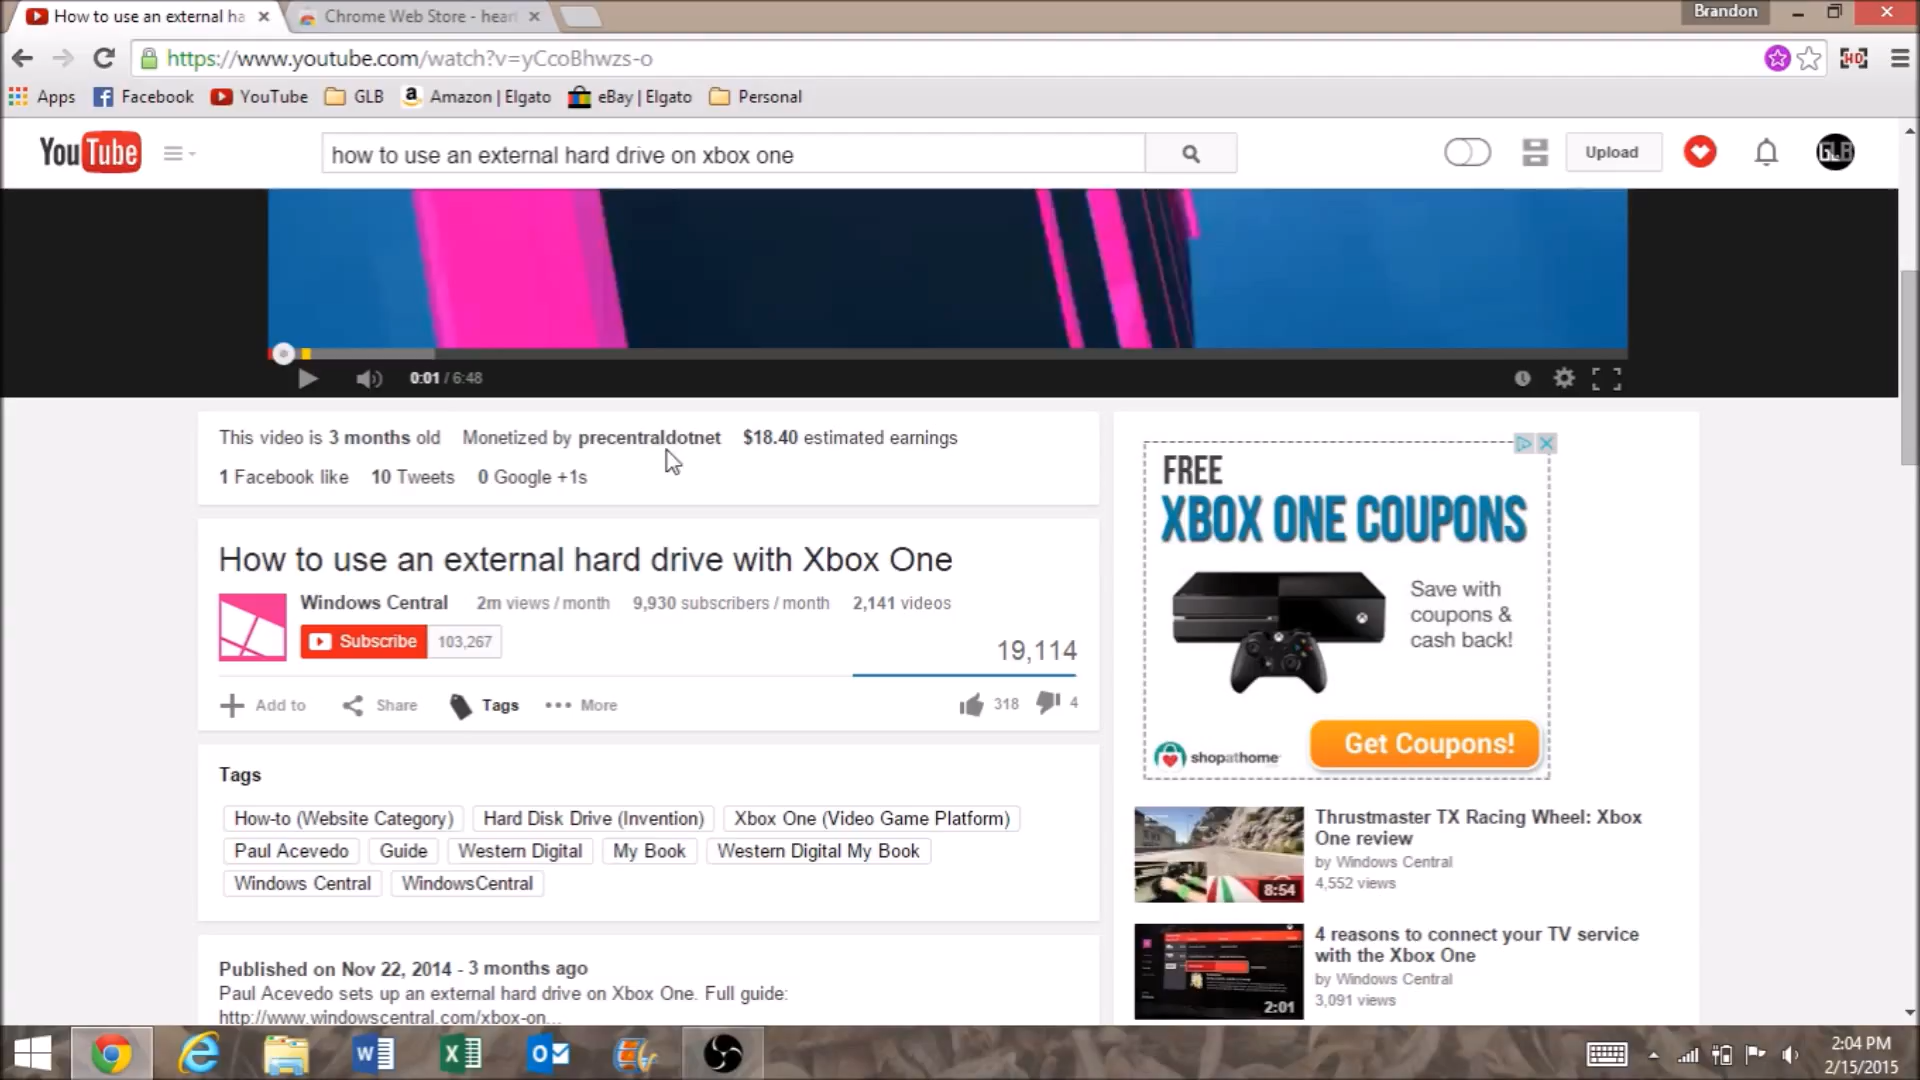 How to use an external ha
Chrome Web Store - hear
Brandon
https://www.youtube.com/watch?v=yCcoBhwzs-o
HD
Apps Facebook YouTube GLB Amazon | Elgato eBay | Elgato Personal
YouTube
how to use an external hard drive on xbox one
Upload
GLB
0:01 / 6:48
This video is 3 months old Monetized by precentraldotnet $18.40 estimated earnings
1 Facebook like 10 Tweets 0 Google +1s
How to use an external hard drive with Xbox One
Windows Central 2m views / month 9,930 subscribers / month 2,141 videos
Subscribe 103,267
19,114
Add to Share Tags More 318 4
Tags
How-to (Website Category) Hard Disk Drive (Invention) Xbox One (Video Game Platform)
Paul Acevedo Guide Western Digital My Book Western Digital My Book
Windows Central WindowsCentral
Published on Nov 22, 2014 - 3 months ago
Paul Acevedo sets up an external hard drive on Xbox One. Full guide:
http://www.windowscentral.com/xbox-on...
FREE
XBOX ONE COUPONS
Save with
coupons &
cash back!
shopathome
Get Coupons!
Thrustmaster TX Racing Wheel: Xbox
One review
by Windows Central
4,552 views
8:54
4 reasons to connect your TV service
with the Xbox One
by Windows Central
3,091 views
2:01
2:04 PM
2/15/2015